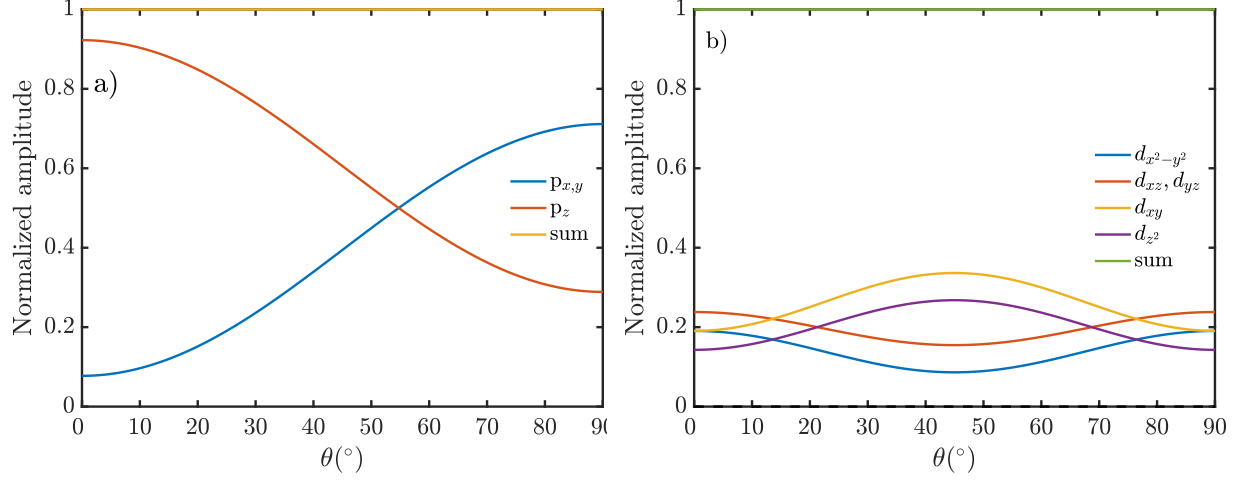 Normalized amplitude
1
0.8
0.6
0.4
0.2
0
a)
p_{x,y}
p_z
sum
0 10 20 30 40 50 60 70 80 90
θ(°)
Normalized amplitude
1
0.8
0.6
0.4
0.2
0
b)
d_{x²−y²}
d_{xz}, d_{yz}
d_{xy}
d_{z²}
sum
0 10 20 30 40 50 60 70 80 90
θ(°)